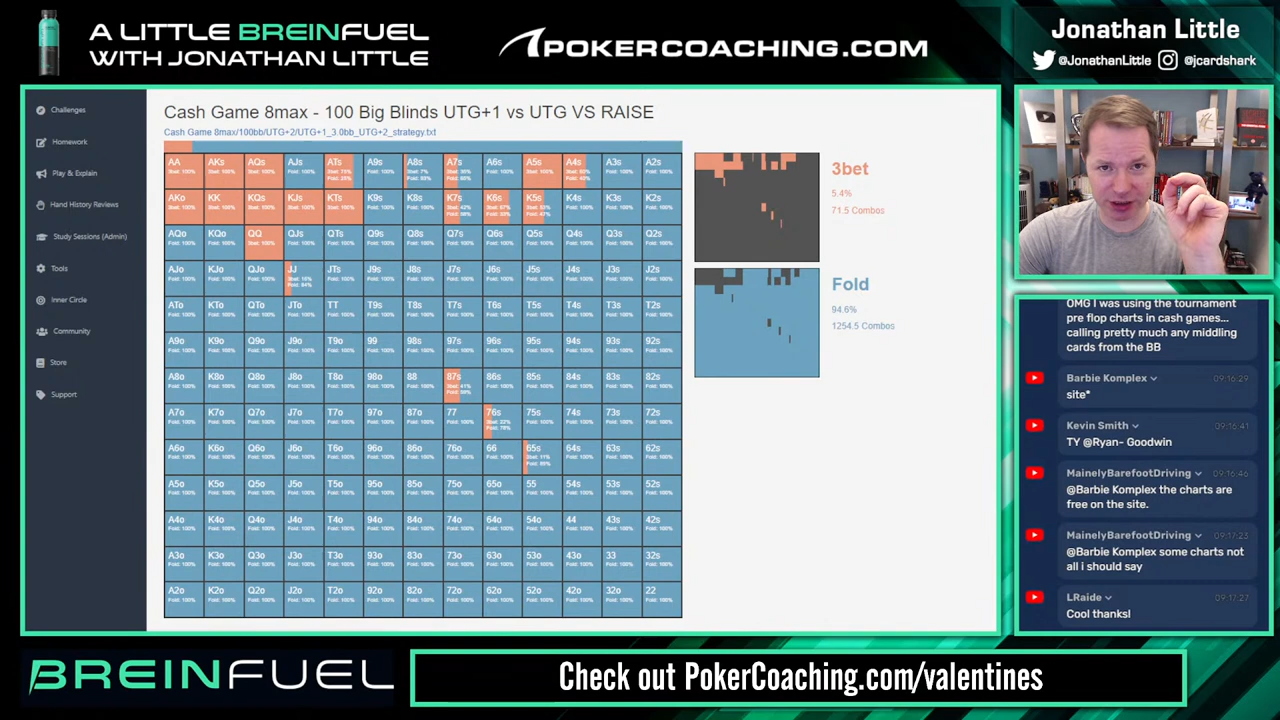 A LITTLE BREINFUEL
WITH JONATHAN LITTLE
POKERCOACHING.COM
Jonathan Little
@JonathanLittle @jcardshark
Challenges
Homework
Play & Explain
Hand History Reviews
Study Sessions (Admin)
Tools
Inner Circle
Community
Store
Support
Cash Game 8max - 100 Big Blinds UTG+1 vs UTG VS RAISE
Cash Game 8max/100bb/UTG+2/UTG+1_3.0bb_UTG+2_strategy.txt
AA AKs AQs AJs ATs A9s A8s A7s A6s A5s A4s A3s A2s
AKo KK KQs KJs KTs K9s K8s K7s K6s K5s K4s K3s K2s
AQo KQo QQ QJs QTs Q9s Q8s Q7s Q6s Q5s Q4s Q3s Q2s
AJo KJo QJo JJ JTs J9s J8s J7s J6s J5s J4s J3s J2s
ATo KTo QTo JTo TT T9s T8s T7s T6s T5s T4s T3s T2s
A9o K9o Q9o J9o T9o 99 98s 97s 96s 95s 94s 93s 92s
A8o K8o Q8o J8o T8o 98o 88 87s 86s 85s 84s 83s 82s
A7o K7o Q7o J7o T7o 97o 87o 77 76s 75s 74s 73s 72s
A6o K6o Q6o J6o T6o 96o 86o 76o 66 65s 64s 63s 62s
A5o K5o Q5o J5o T5o 95o 85o 75o 65o 55 54s 53s 52s
A4o K4o Q4o J4o T4o 94o 84o 74o 64o 54o 44 43s 42s
A3o K3o Q3o J3o T3o 93o 83o 73o 63o 53o 43o 33 32s
A2o K2o Q2o J2o T2o 92o 82o 72o 62o 52o 42o 32o 22
3bet
5.4%
71.5 Combos
Fold
94.6%
1254.5 Combos
OMG I was using the tournament
pre flop charts in cash games...
calling pretty much any middling
cards from the BB
Barbie Komplex 09:16:29
site*
Kevin Smith 09:16:41
TY @Ryan- Goodwin
MainelyBarefootDriving 09:16:46
@Barbie Komplex the charts are
free on the site.
MainelyBarefootDriving 09:17:23
@Barbie Komplex some charts not
all i should say
LRaide 09:17:27
Cool thanks!
BREINFUEL
Check out PokerCoaching.com/valentines